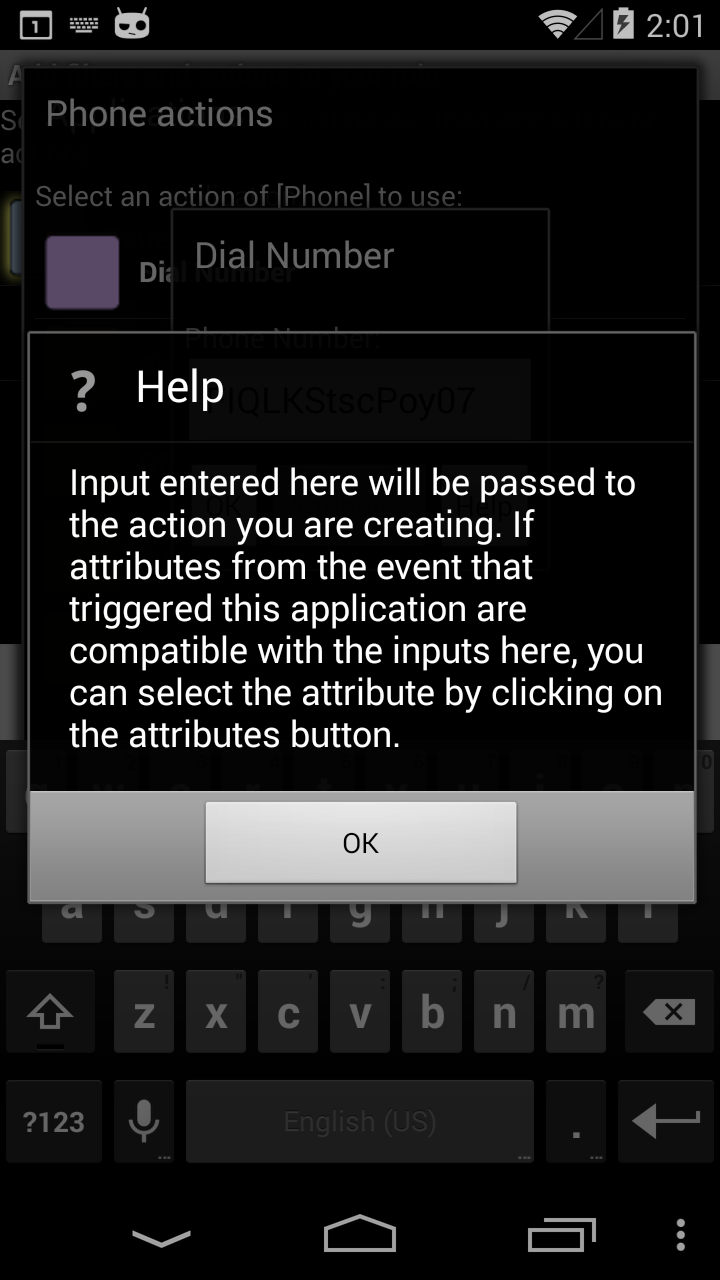 1
2:01
Phone actions
Select an action of [Phone] to use:
Dial Number
Dial Number
Phone Number:
IQLKStscPoy07
Help
Input entered here will be passed to
the action you are creating. If
attributes from the event that
triggered this application are
compatible with the inputs here, you
can select the attribute by clicking on
the attributes button.
OK
a s d f g h j k l
z x c v b n m
?123
English (US)
.